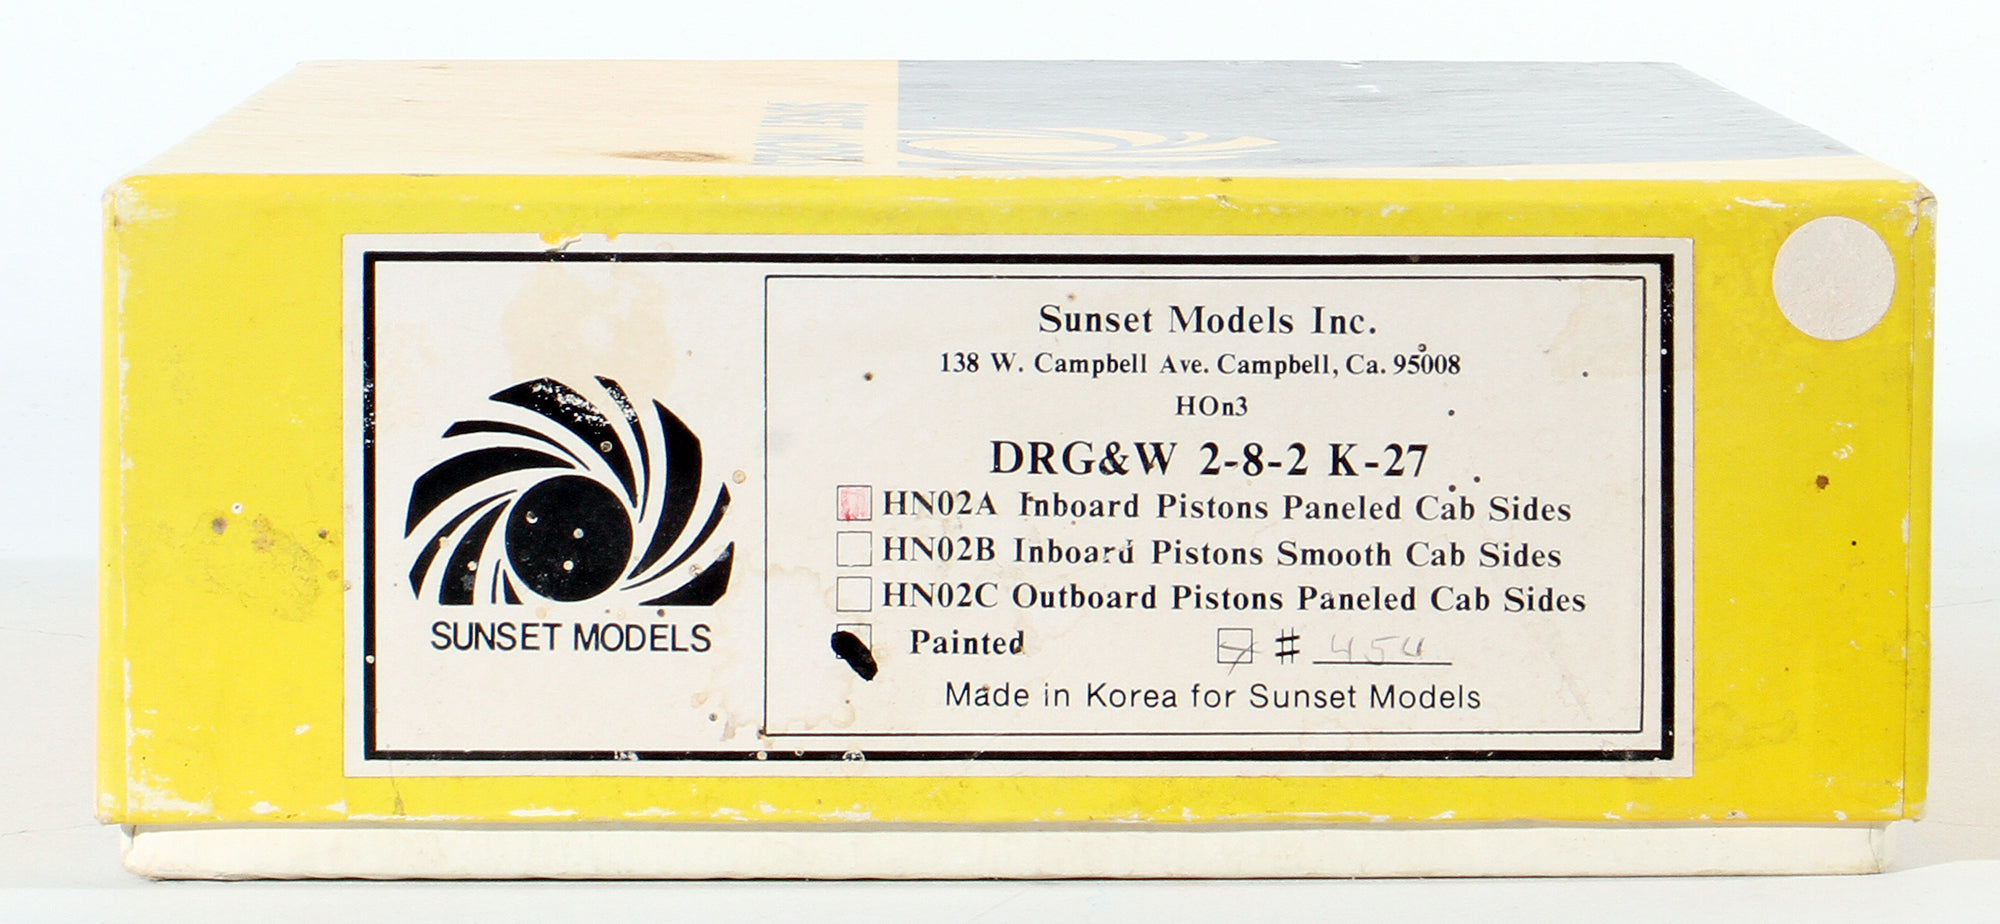 SUNSET MODELS
Sunset Models Inc.
138 W. Campbell Ave. Campbell, Ca. 95008
HOn3
DRG&W 2-8-2 K-27
HN02A Inboard Pistons Paneled Cab Sides
HN02B Inboard Pistons Smooth Cab Sides
HN02C Outboard Pistons Paneled Cab Sides
Painted # 454
Made in Korea for Sunset Models